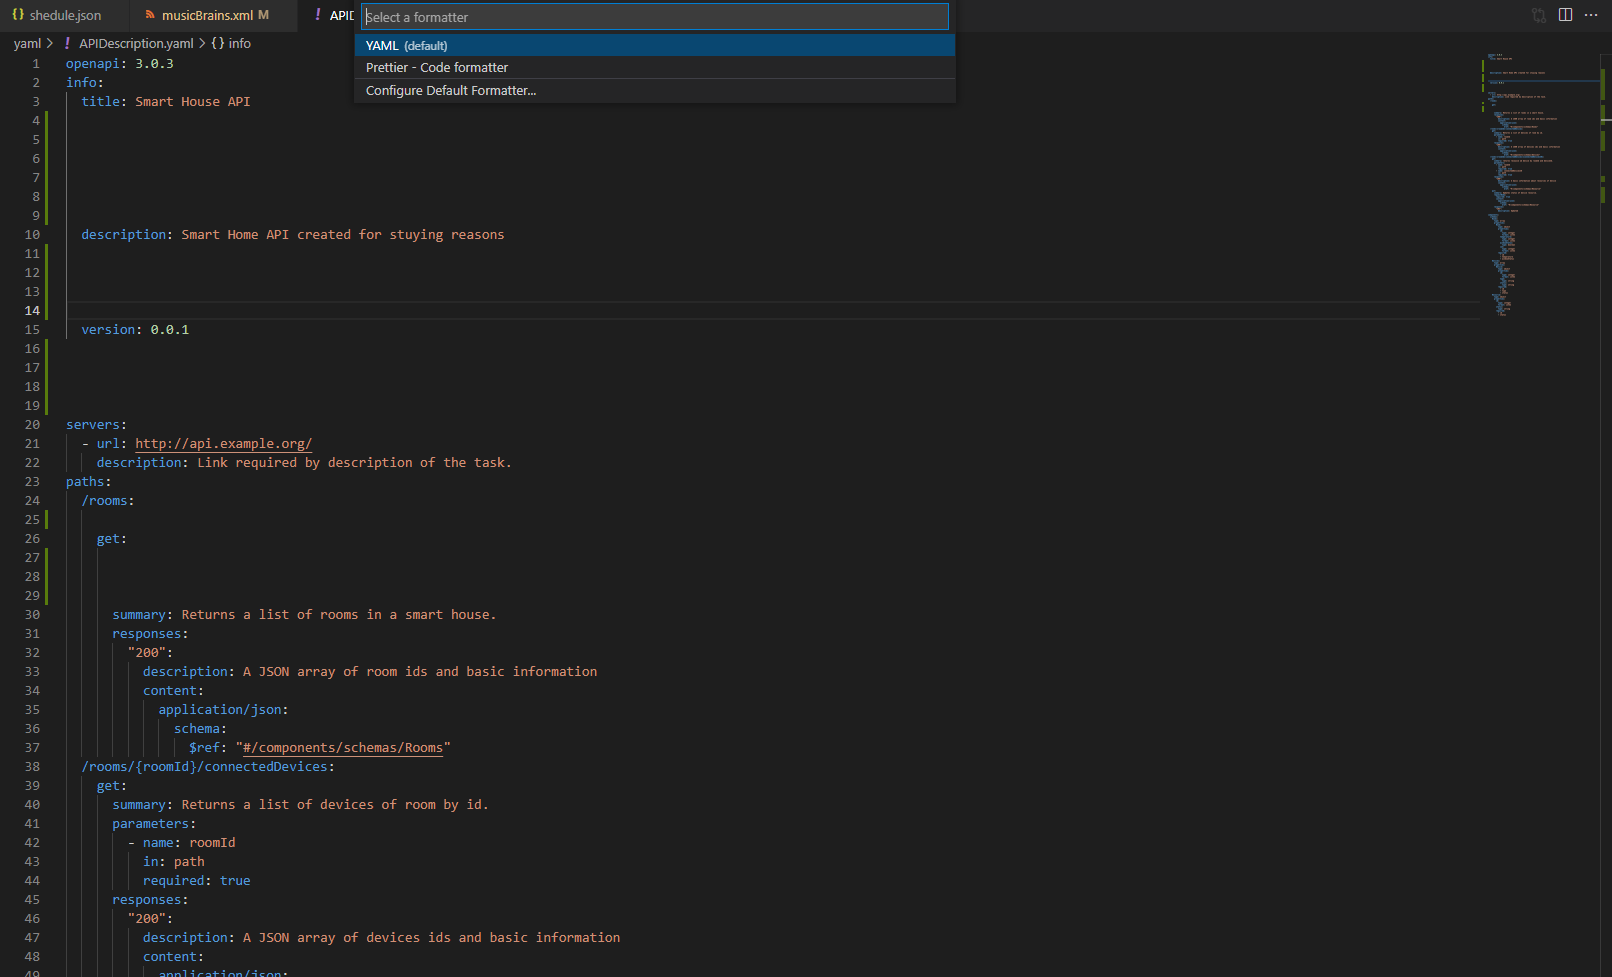 shedule.json
musicBrains.xml M
! APID
Select a formatter
YAML (default)
Prettier - Code formatter
Configure Default Formatter...
yaml > ! APIDescription.yaml > {} info
1 openapi: 3.0.3
2 info:
3 title: Smart House API
4
5
6
7
8
9
10 description: Smart Home API created for stuying reasons
11
12
13
14
15 version: 0.0.1
16
17
18
19
20 servers:
21 - url: http://api.example.org/
22 description: Link required by description of the task.
23 paths:
24 /rooms:
25
26 get:
27
28
29
30 summary: Returns a list of rooms in a smart house.
31 responses:
32 "200":
33 description: A JSON array of room ids and basic information
34 content:
35 application/json:
36 schema:
37 $ref: "#/components/schemas/Rooms"
38 /rooms/{roomId}/connectedDevices:
39 get:
40 summary: Returns a list of devices of room by id.
41 parameters:
42 - name: roomId
43 in: path
44 required: true
45 responses:
46 "200":
47 description: A JSON array of devices ids and basic information
48 content:
49 application/json: